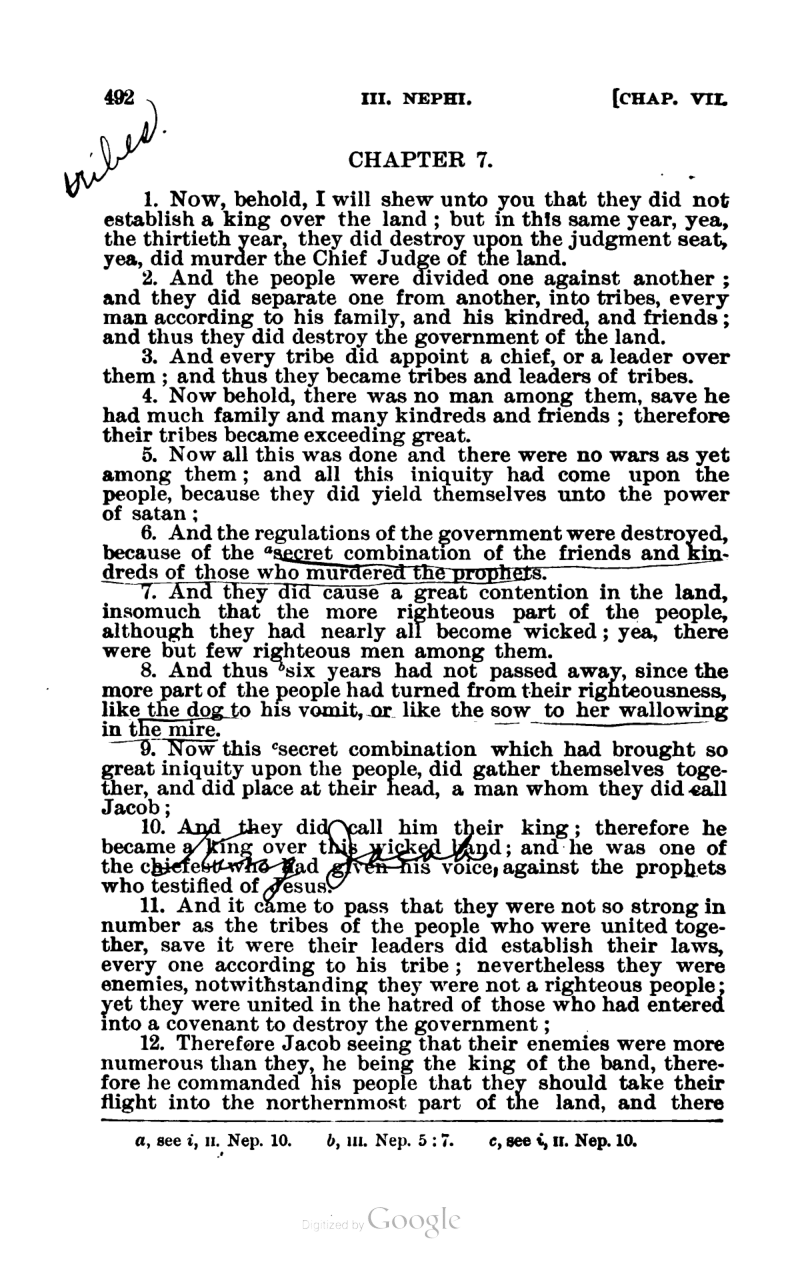 492 III. NEPHI. [CHAP. VII.
tribes.
CHAPTER 7.
1. Now, behold, I will shew unto you that they did not
establish a king over the land ; but in this same year, yea,
the thirtieth year, they did destroy upon the judgment seat,
yea, did murder the Chief Judge of the land.
2. And the people were divided one against another ;
and they did separate one from another, into tribes, every
man according to his family, and his kindred, and friends ;
and thus they did destroy the government of the land.
3. And every tribe did appoint a chief, or a leader over
them ; and thus they became tribes and leaders of tribes.
4. Now behold, there was no man among them, save he
had much family and many kindreds and friends ; therefore
their tribes became exceeding great.
5. Now all this was done and there were no wars as yet
among them ; and all this iniquity had come upon the
people, because they did yield themselves unto the power
of satan ;
6. And the regulations of the government were destroyed,
because of the ᵃsecret combination of the friends and kin-
dreds of those who murdered the prophets.
7. And they did cause a great contention in the land,
insomuch that the more righteous part of the people,
although they had nearly all become wicked ; yea, there
were but few righteous men among them.
8. And thus ᵇsix years had not passed away, since the
more part of the people had turned from their righteousness,
like the dog to his vomit, or like the sow to her wallowing
in the mire.
9. Now this ᶜsecret combination which had brought so
great iniquity upon the people, did gather themselves toge-
ther, and did place at their head, a man whom they did call
Jacob ;
10. And they did call him their king ; therefore he
became a king over this wicked band ; and he was one of
the chiefest who had given his voice, against the prophets
who testified of Jesus.
King Jacob
11. And it came to pass that they were not so strong in
number as the tribes of the people who were united toge-
ther, save it were their leaders did establish their laws,
every one according to his tribe ; nevertheless they were
enemies, notwithstanding they were not a righteous people ;
yet they were united in the hatred of those who had entered
into a covenant to destroy the government ;
12. Therefore Jacob seeing that their enemies were more
numerous than they, he being the king of the band, there-
fore he commanded his people that they should take their
flight into the northernmost part of the land, and there
a, see i, II. Nep. 10. b, III. Nep. 5 : 7. c, see i, II. Nep. 10.
Digitized by Google